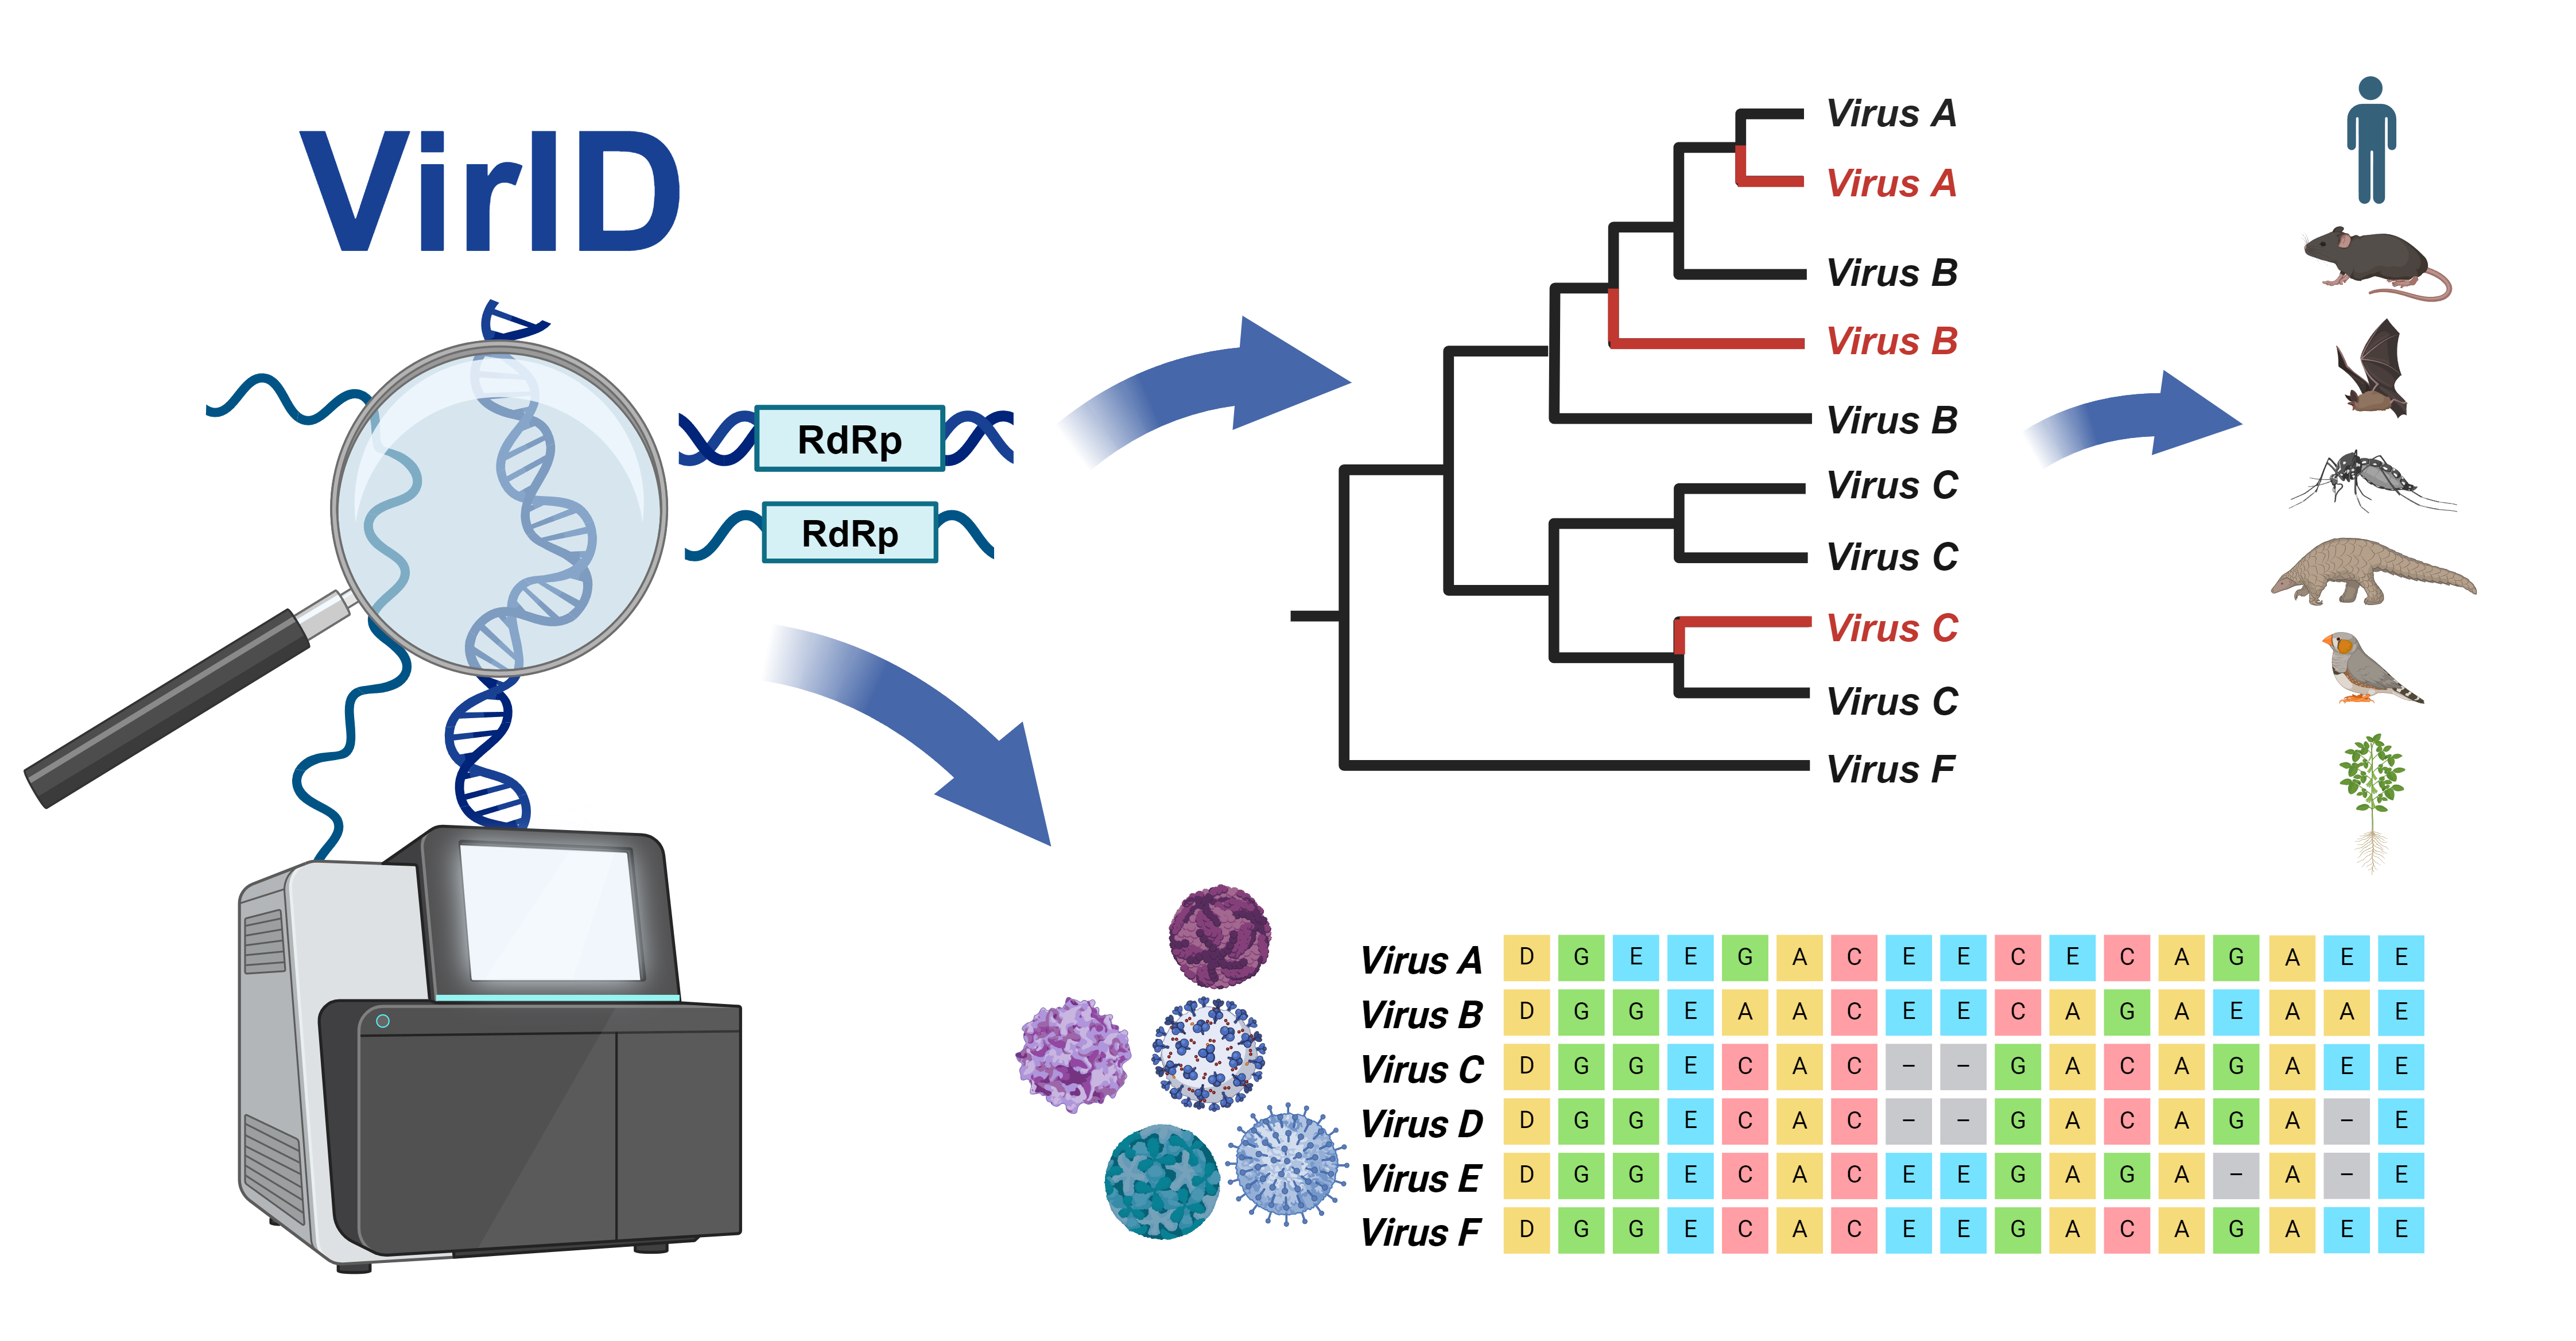 VirID
RdRp
RdRp
Virus A
Virus A
Virus B
Virus B
Virus B
Virus C
Virus C
Virus C
Virus C
Virus F
Virus A D G E E G A C E E C E C A G A E E
Virus B D G G E A A C E E C A G A E A A E
Virus C D G G E C A C – – G A C A G A E E
Virus D D G G E C A C – – G A C A G A – E
Virus E D G G E C A C E E G A G A – A – E
Virus F D G G E C A C E E G A C A G A E E